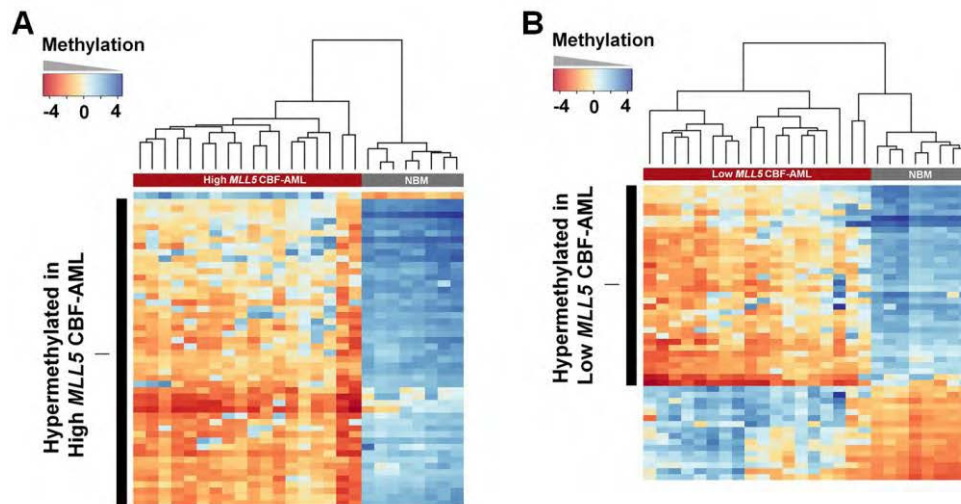 A
Methylation
-4 0 4
High MLL5 CBF-AML
NBM
Hypermethylated in
High MLL5 CBF-AML
B
Methylation
-4 0 4
Low MLL5 CBF-AML
NBM
Hypermethylated in
Low MLL5 CBF-AML